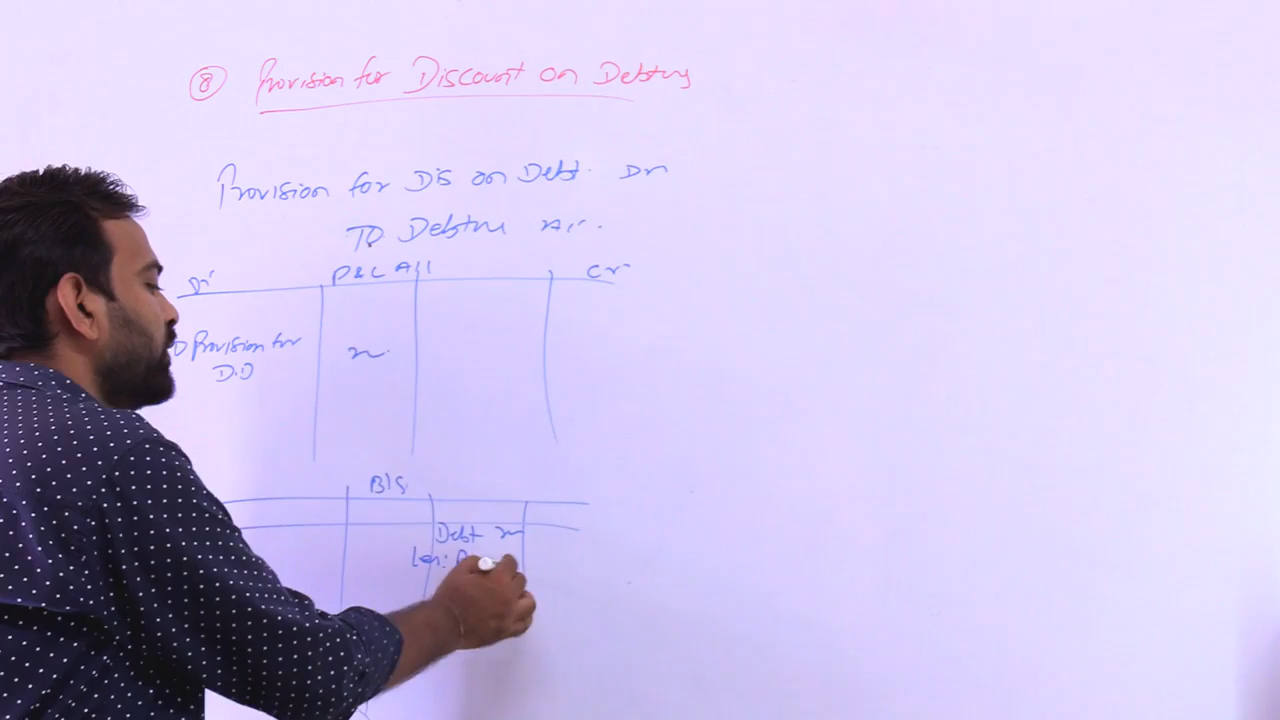 ⑧ Provision for Discount on Debtors
Provision for Dis on Debt. Dr
To Debtors A/c.
Dr P&L A/c Cr
Provision for
D.D
B/S
Debt
Less: P